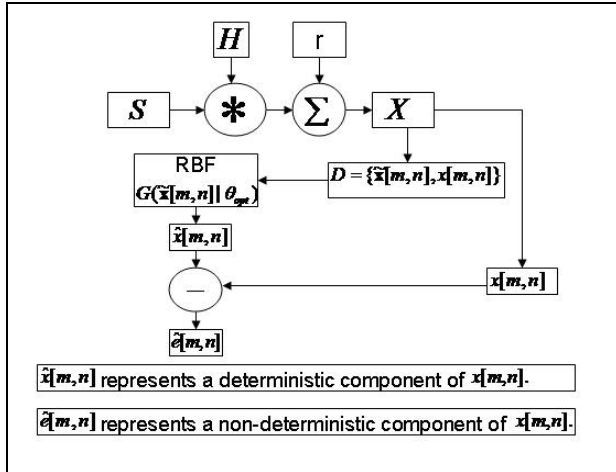 H r
S * Σ X
RBF
G(x̃[m,n]| θopt)
D = {x̃[m,n],x[m,n]}
x̂[m,n]
−
x[m,n]
ê[m,n]
x̂[m,n] represents a deterministic component of x[m,n].
ê[m,n] represents a non-deterministic component of x[m,n].